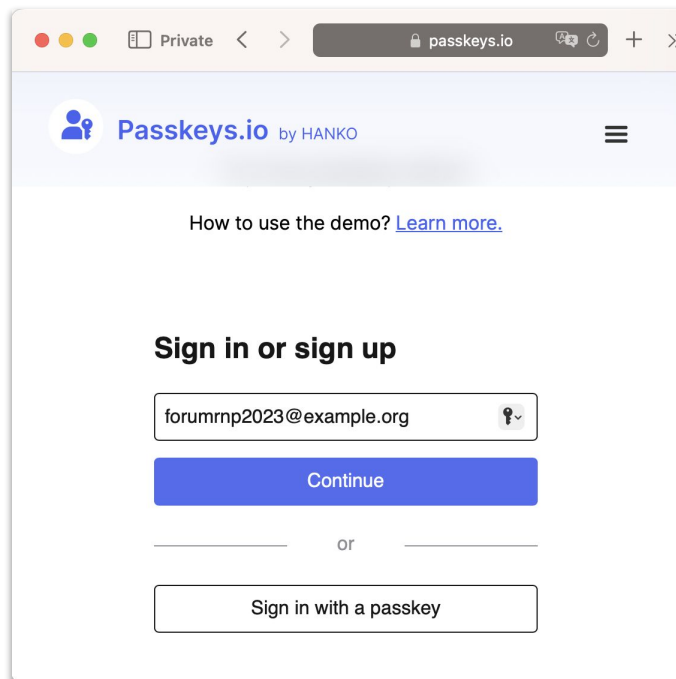 Private
passkeys.io
Passkeys.io by HANKO
How to use the demo? Learn more.
Sign in or sign up
forumrnp2023@example.org
Continue
or
Sign in with a passkey